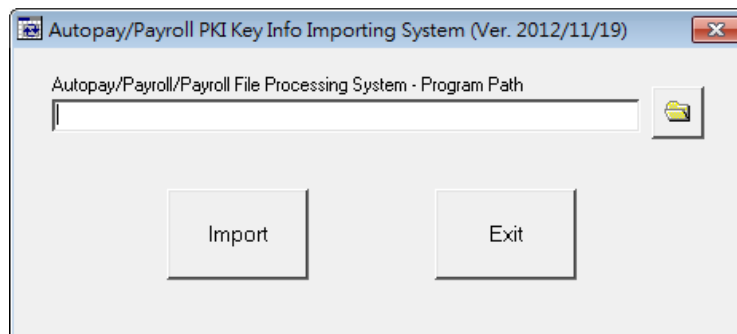 Autopay/Payroll PKI Key Info Importing System (Ver. 2012/11/19)
Autopay/Payroll/Payroll File Processing System - Program Path
Import
Exit